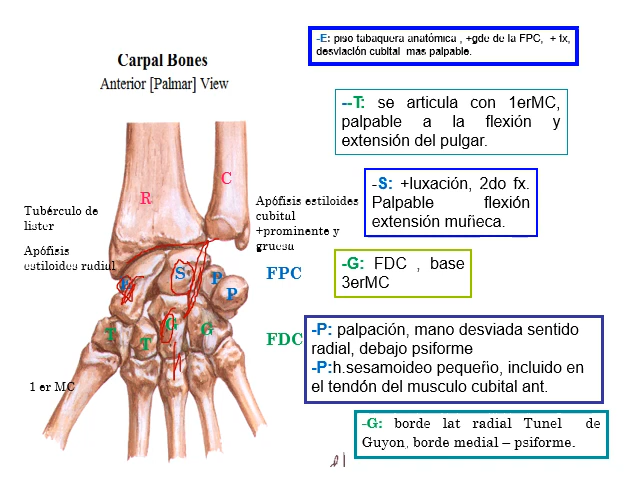 -E: piso tabaquera anatómica , +gde de la FPC, + fx,
desviación cubital mas palpable.
Carpal Bones
Anterior [Palmar] View
--T: se articula con 1erMC,
palpable a la flexión y
extensión del pulgar.
C
R
-S: +luxación, 2do fx.
Palpable flexión
extensión muñeca.
Tubérculo de
lister
Apófisis estiloides
cubital
+prominente y
gruesa
Apófisis
estiloides radial
-G: FDC , base
3erMC
FPC
E
S
P
P
-P: palpación, mano desviada sentido
radial, debajo psiforme
-P:h.sesamoideo pequeño, incluido en
el tendón del musculo cubital ant.
FDC
T
T
G
G
1 er MC
-G: borde lat radial Tunel de
Guyon, borde medial – psiforme.